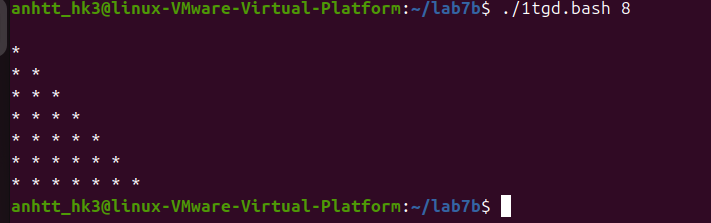 anhtt_hk3@linux-VMware-Virtual-Platform:~/lab7b$ ./1tgd.bash 8

*
* *
* * *
* * * *
* * * * *
* * * * * *
* * * * * * *
anhtt_hk3@linux-VMware-Virtual-Platform:~/lab7b$